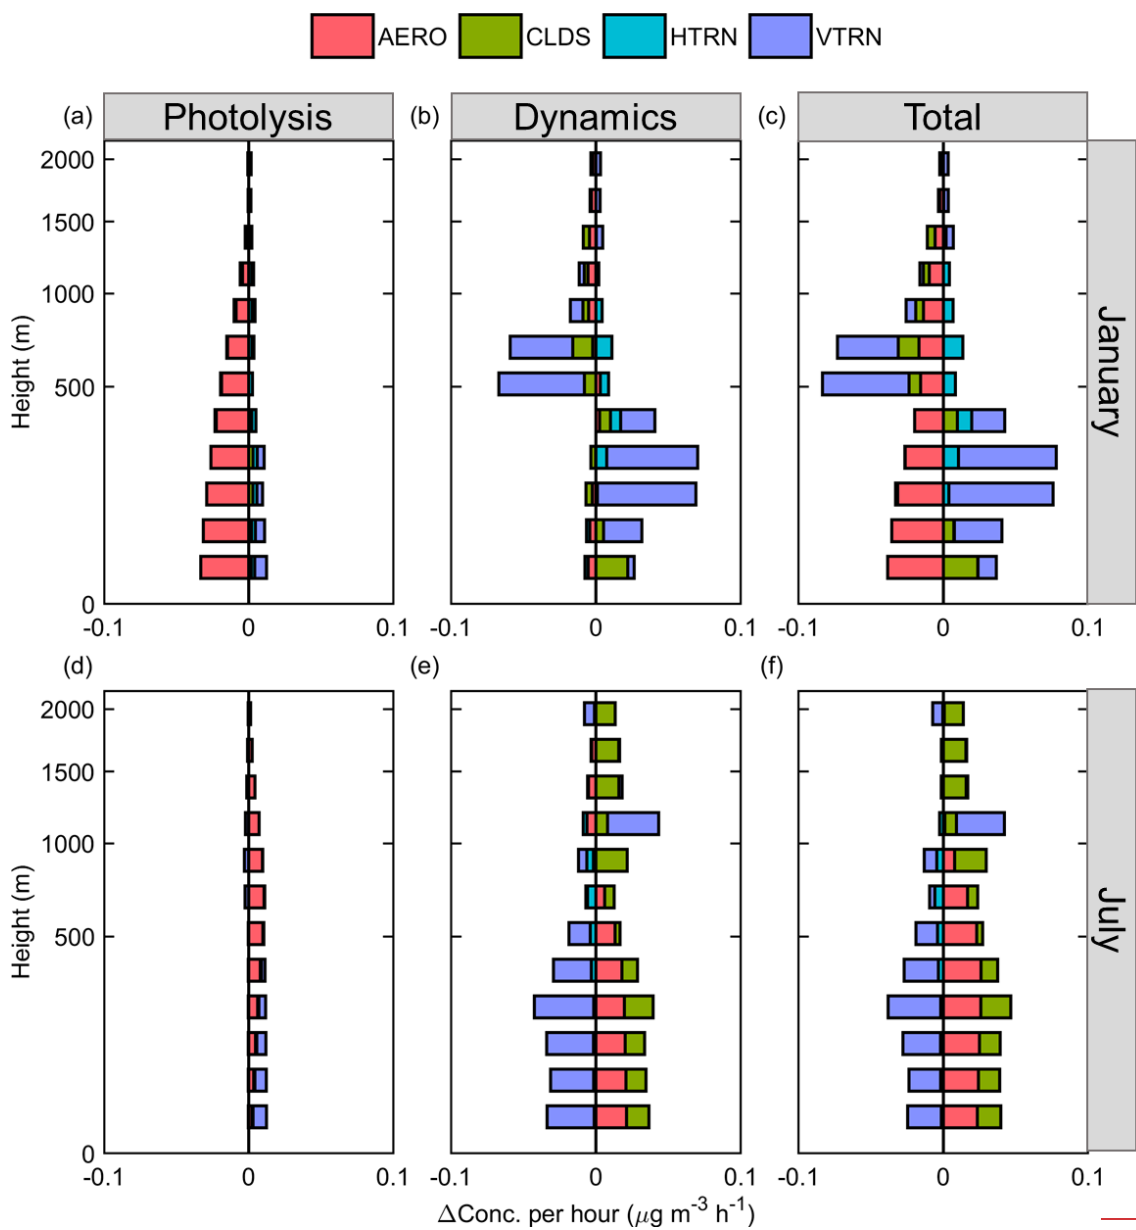 AERO CLDS HTRN VTRN
(a) Photolysis (b) Dynamics (c) Total
2000
1500
1000
500
0
Height (m)
January
-0.1 0 0.1 -0.1 0 0.1 -0.1 0 0.1
(d) (e) (f)
2000
1500
1000
500
0
Height (m)
July
-0.1 0 0.1 -0.1 0 0.1 -0.1 0 0.1
ΔConc. per hour (μg m⁻³ h⁻¹)